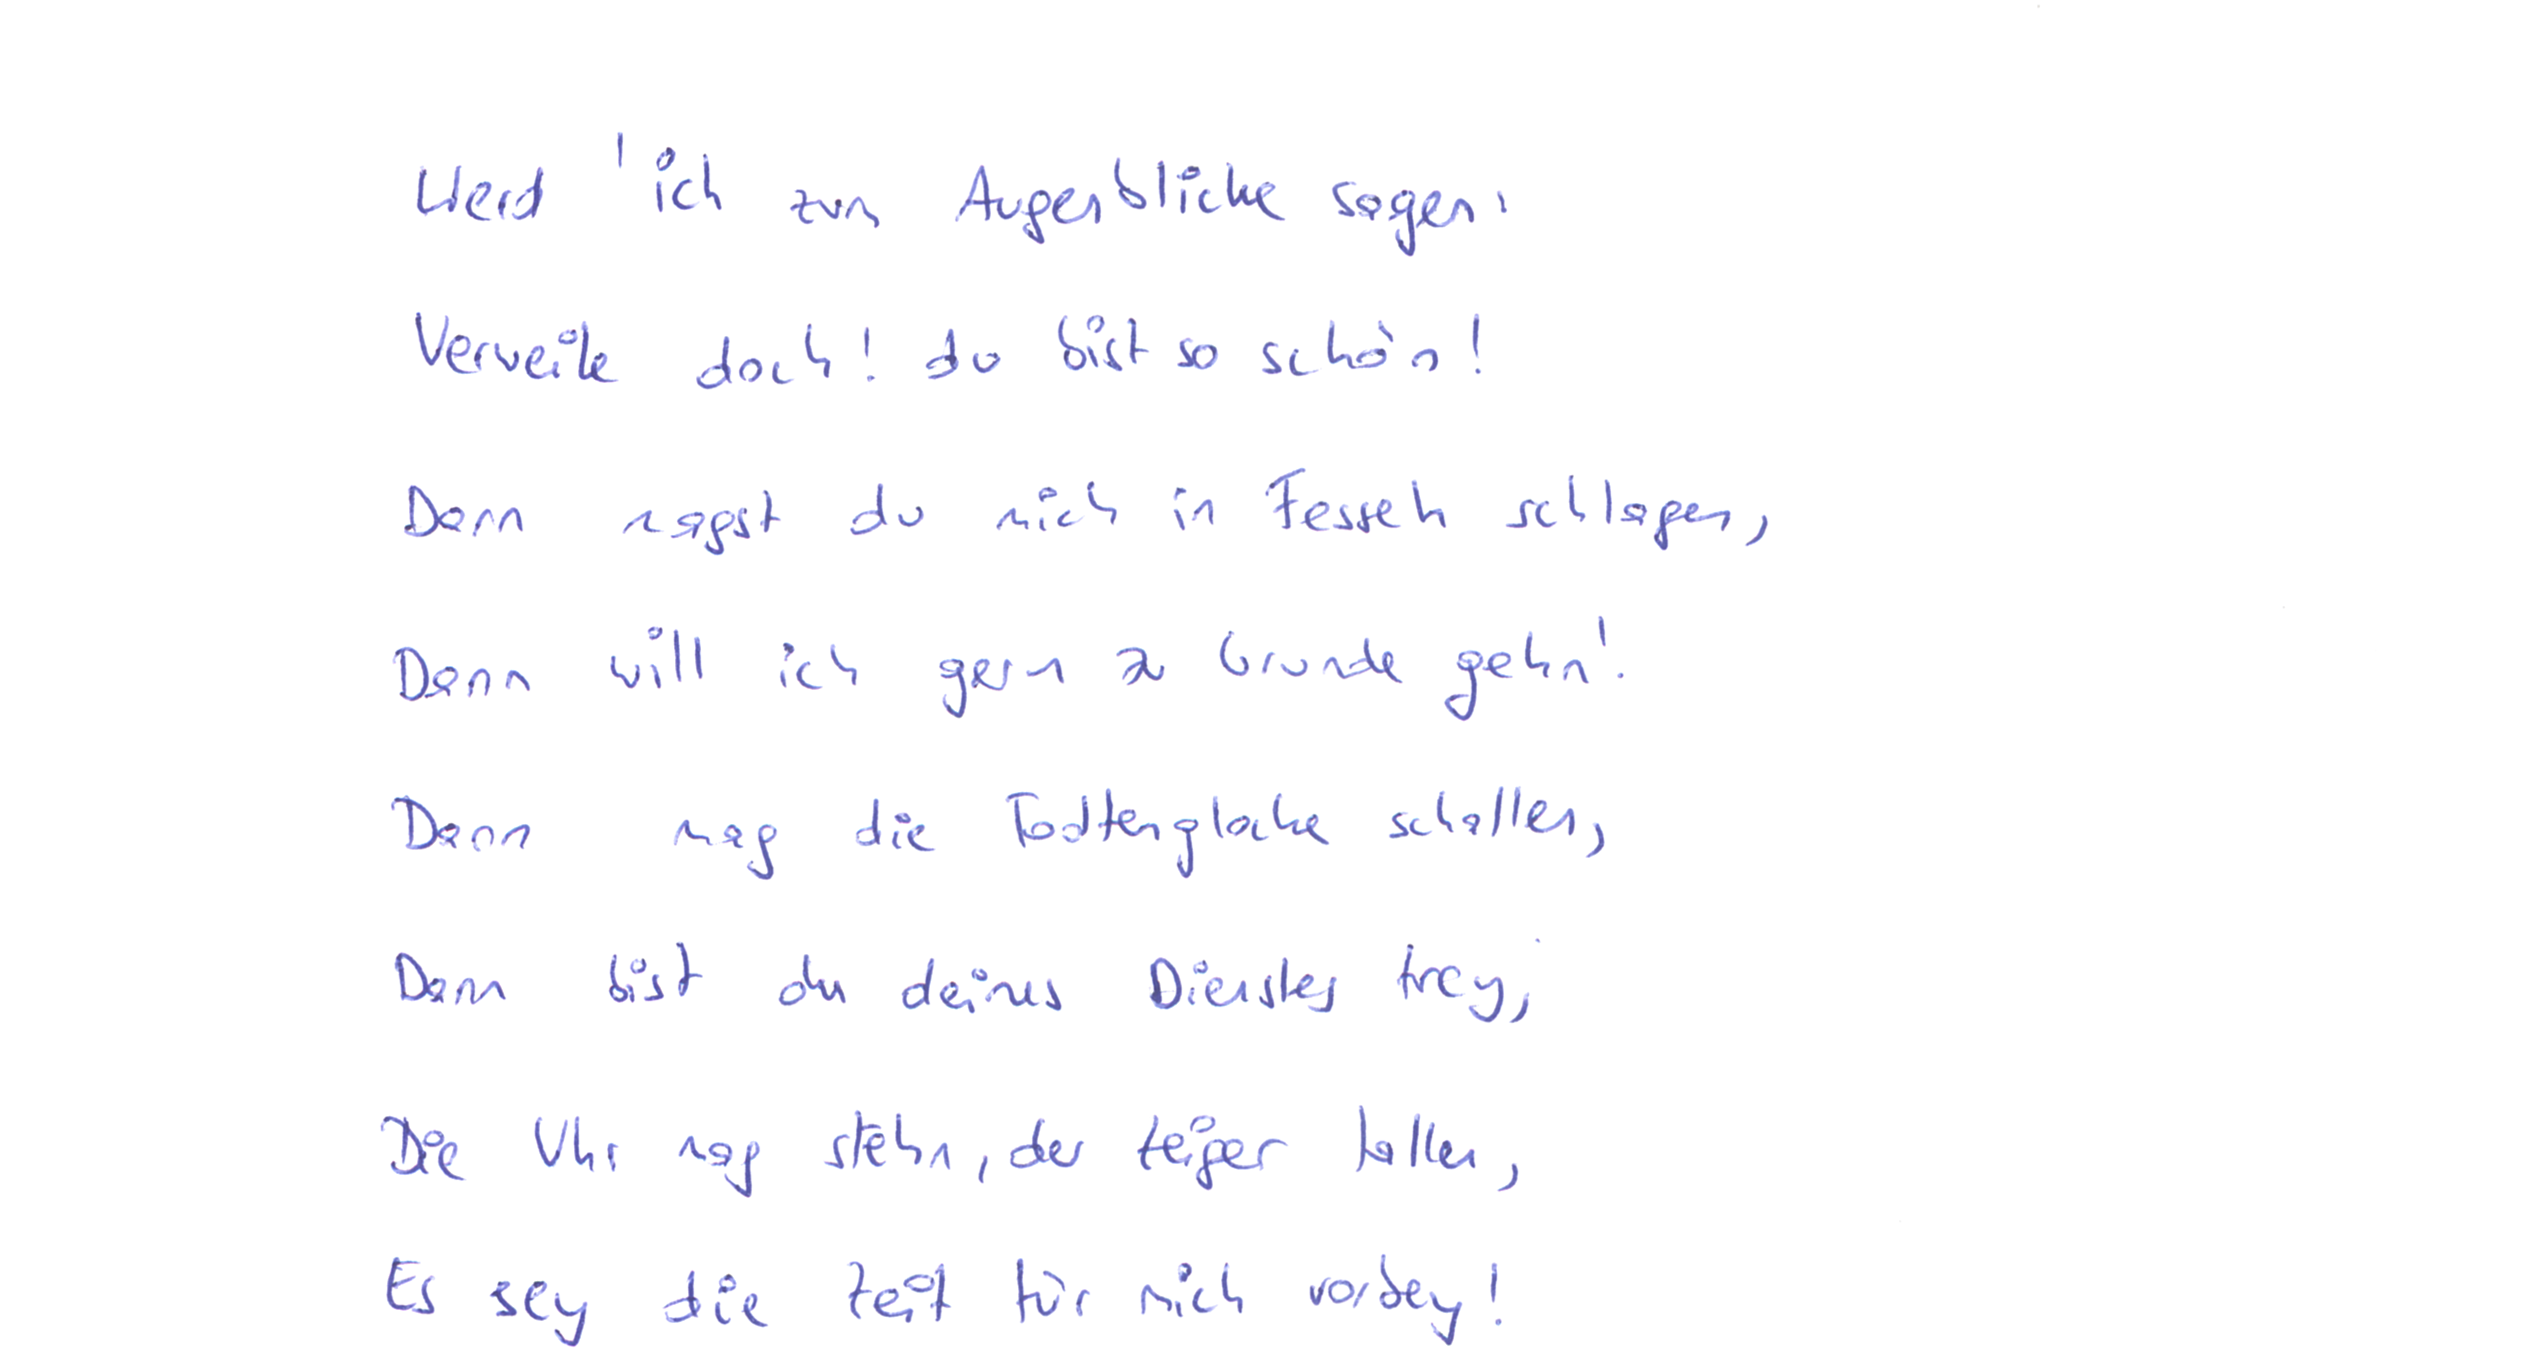 Werd' ich zum Augenblicke sagen:
Verweile doch! du bist so schön!
Dann magst du mich in Fesseln schlagen,
Dann will ich gern zu Grunde gehn!
Dann mag die Todtenglocke schallen,
Dann bist du deines Dienstes frey,
Die Uhr mag stehn, der Zeiger fallen,
Es sey die Zeit für mich vorbey!